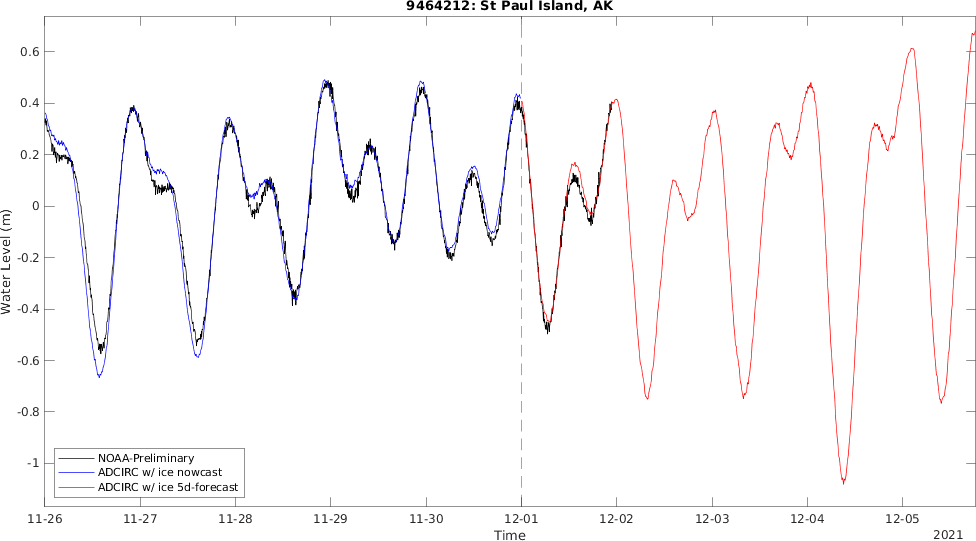 9464212: St Paul Island, AK
0.6
0.4
0.2
0
-0.2
-0.4
-0.6
-0.8
-1
Water Level (m)
NOAA-Preliminary
ADCIRC w/ ice nowcast
ADCIRC w/ ice 5d-forecast
11-26 11-27 11-28 11-29 11-30 12-01 12-02 12-03 12-04 12-05
Time
2021